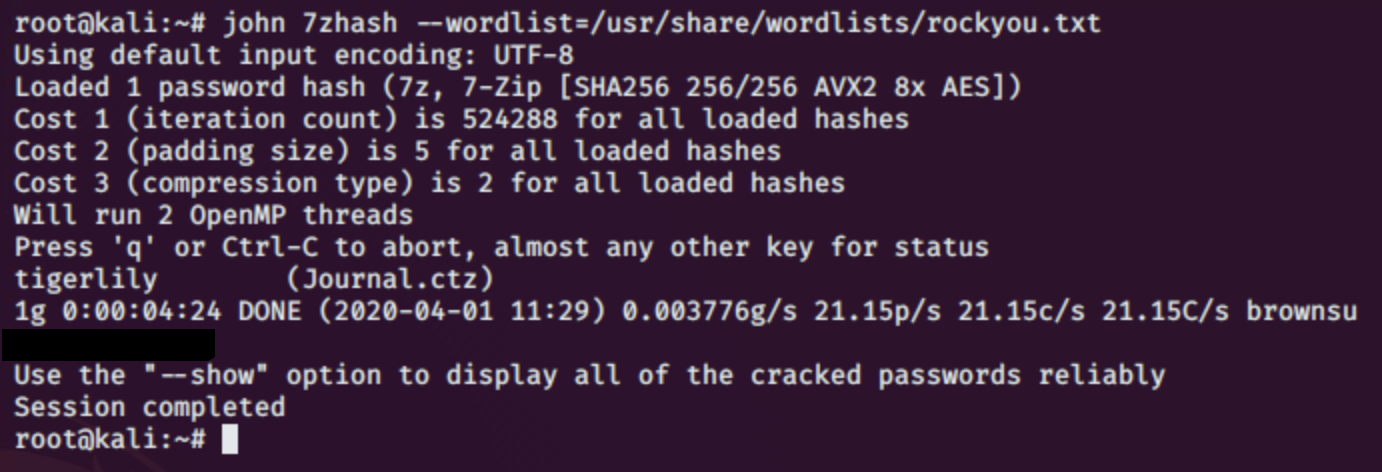 root@kali:~# john 7zhash --wordlist=/usr/share/wordlists/rockyou.txt
Using default input encoding: UTF-8
Loaded 1 password hash (7z, 7-Zip [SHA256 256/256 AVX2 8x AES])
Cost 1 (iteration count) is 524288 for all loaded hashes
Cost 2 (padding size) is 5 for all loaded hashes
Cost 3 (compression type) is 2 for all loaded hashes
Will run 2 OpenMP threads
Press 'q' or Ctrl-C to abort, almost any other key for status
tigerlily        (Journal.ctz)
1g 0:00:04:24 DONE (2020-04-01 11:29) 0.003776g/s 21.15p/s 21.15c/s 21.15C/s brownsu
Use the "--show" option to display all of the cracked passwords reliably
Session completed
root@kali:~#